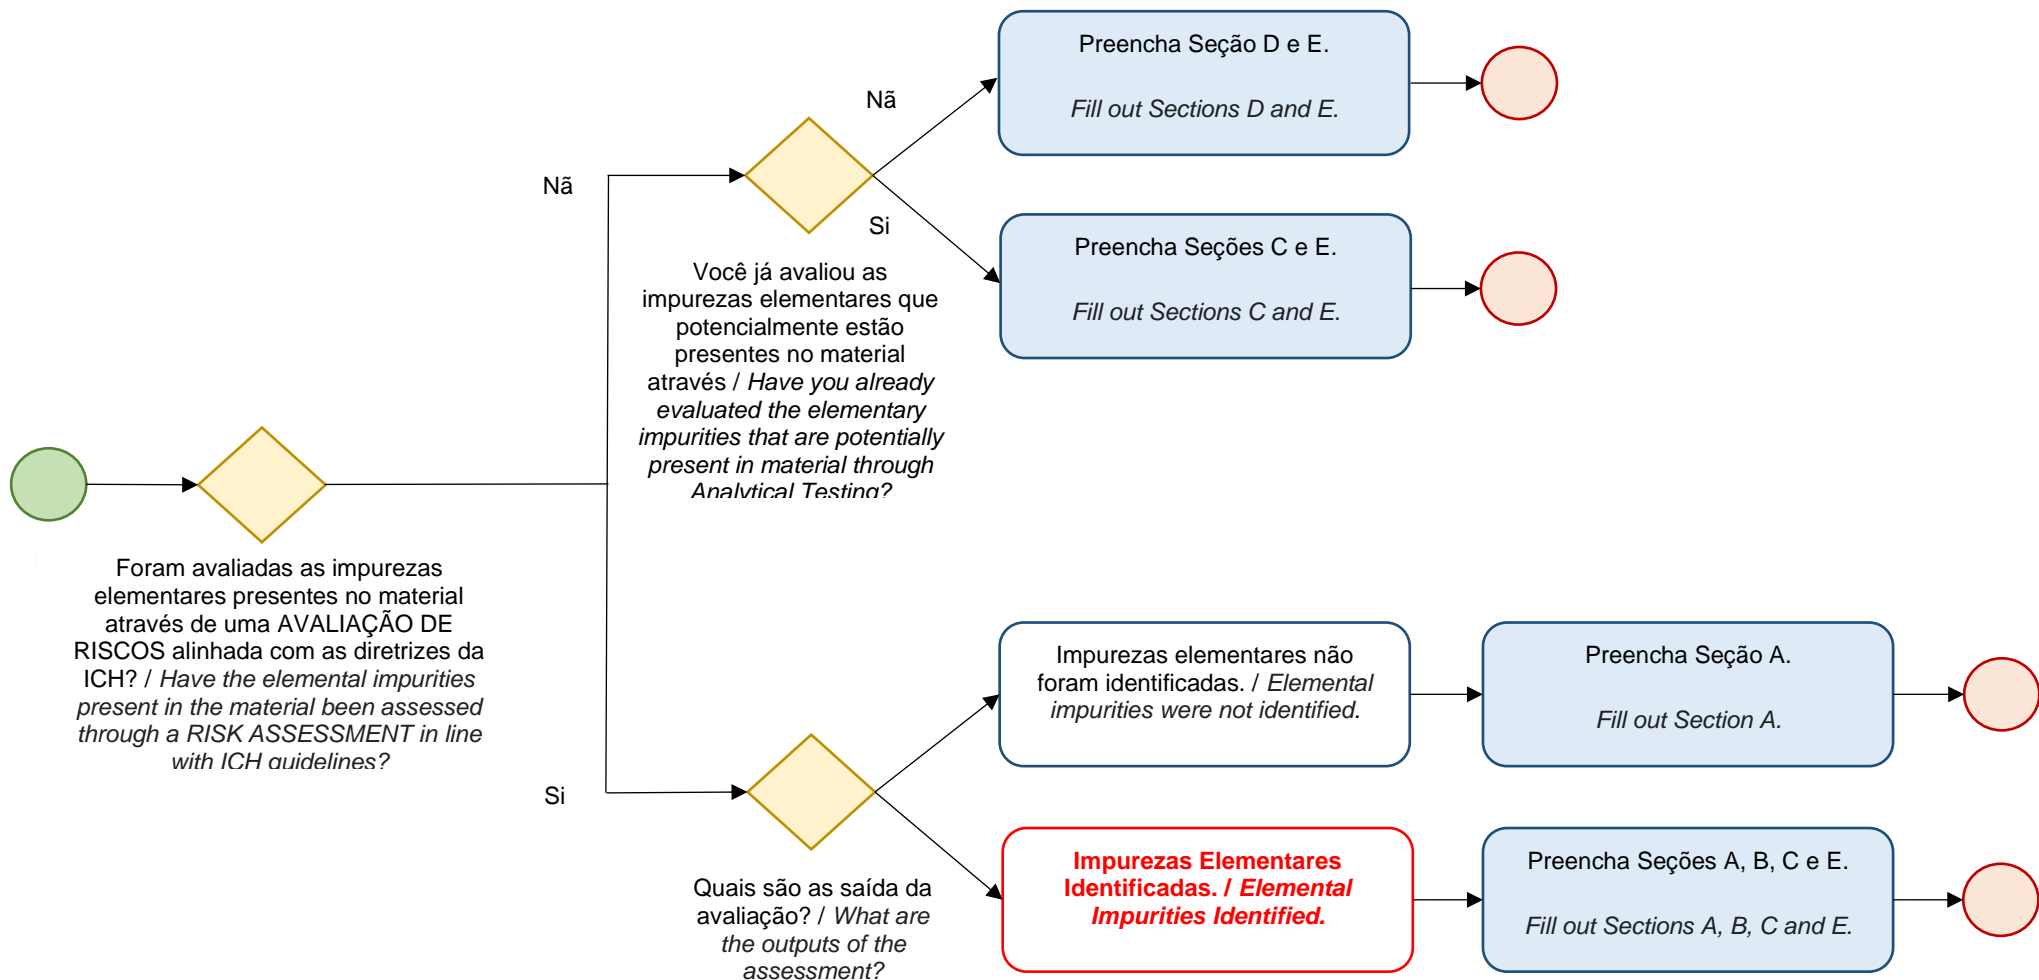 Preencha Seção D e E.
Fill out Sections D and E.
Nã
Nã
Si
Preencha Seções C e E.
Fill out Sections C and E.
Você já avaliou as
impurezas elementares que
potencialmente estão
presentes no material
através / Have you already
evaluated the elementary
impurities that are potentially
present in material through
Analytical Testing?
Foram avaliadas as impurezas
elementares presentes no material
através de uma AVALIAÇÃO DE
RISCOS alinhada com as diretrizes da
ICH? / Have the elemental impurities
present in the material been assessed
through a RISK ASSESSMENT in line
with ICH guidelines?
Si
Impurezas elementares não
foram identificadas. / Elemental
impurities were not identified.
Preencha Seção A.
Fill out Section A.
Quais são as saída da
avaliação? / What are
the outputs of the
assessment?
Impurezas Elementares
Identificadas. / Elemental
Impurities Identified.
Preencha Seções A, B, C e E.
Fill out Sections A, B, C and E.